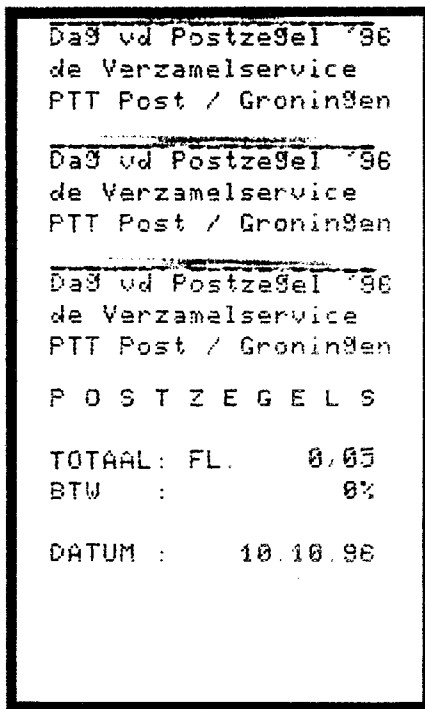 Dag vd Postzegel '96
de Verzamelservice
PTT Post / Groningen
Dag vd Postzegel '96
de Verzamelservice
PTT Post / Groningen
Dag vd Postzegel '96
de Verzamelservice
PTT Post / Groningen
P O S T Z E G E L S
TOTAAL: FL. 0,05
BTW : 0%
DATUM : 10.10.96